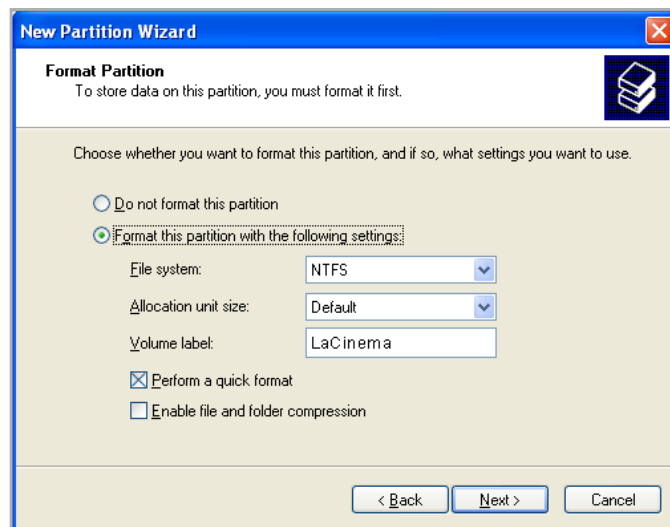 New Partition Wizard
Format Partition
To store data on this partition, you must format it first.
Choose whether you want to format this partition, and if so, what settings you want to use.
Do not format this partition
Format this partition with the following settings:
File system: NTFS
Allocation unit size: Default
Volume label: LaCinema
Perform a quick format
Enable file and folder compression
< Back Next > Cancel